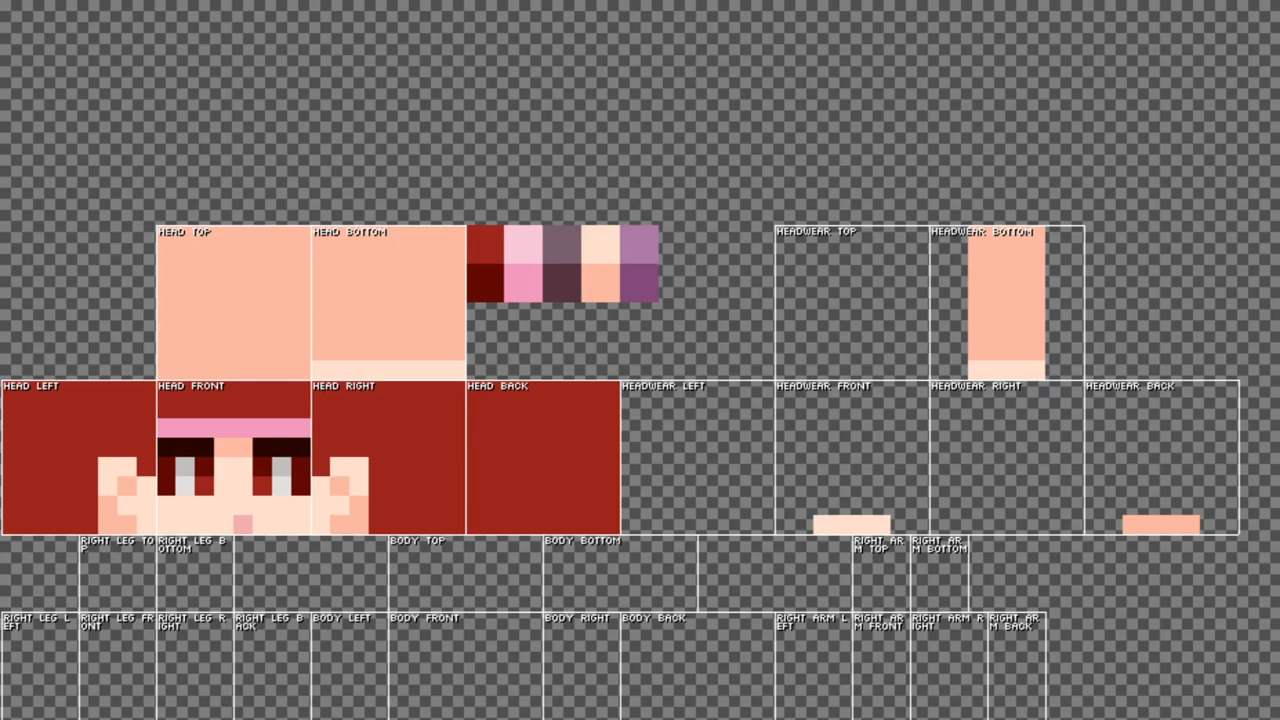 HEAD TOP
HEAD BOTTOM
HEADWEAR TOP
HEADWEAR BOTTOM
HEAD LEFT
HEAD FRONT
HEAD RIGHT
HEAD BACK
HEADWEAR LEFT
HEADWEAR FRONT
HEADWEAR RIGHT
HEADWEAR BACK
RIGHT LEG TO
P
RIGHT LEG B
OTTOM
BODY TOP
BODY BOTTOM
RIGHT AR
M TOP
RIGHT AR
M BOTTOM
RIGHT LEG L
EFT
RIGHT LEG FR
ONT
RIGHT LEG R
IGHT
RIGHT LEG B
ACK
BODY LEFT
BODY FRONT
BODY RIGHT
BODY BACK
RIGHT ARM L
EFT
RIGHT AR
M FRONT
RIGHT ARM R
IGHT
RIGHT AR
M BACK